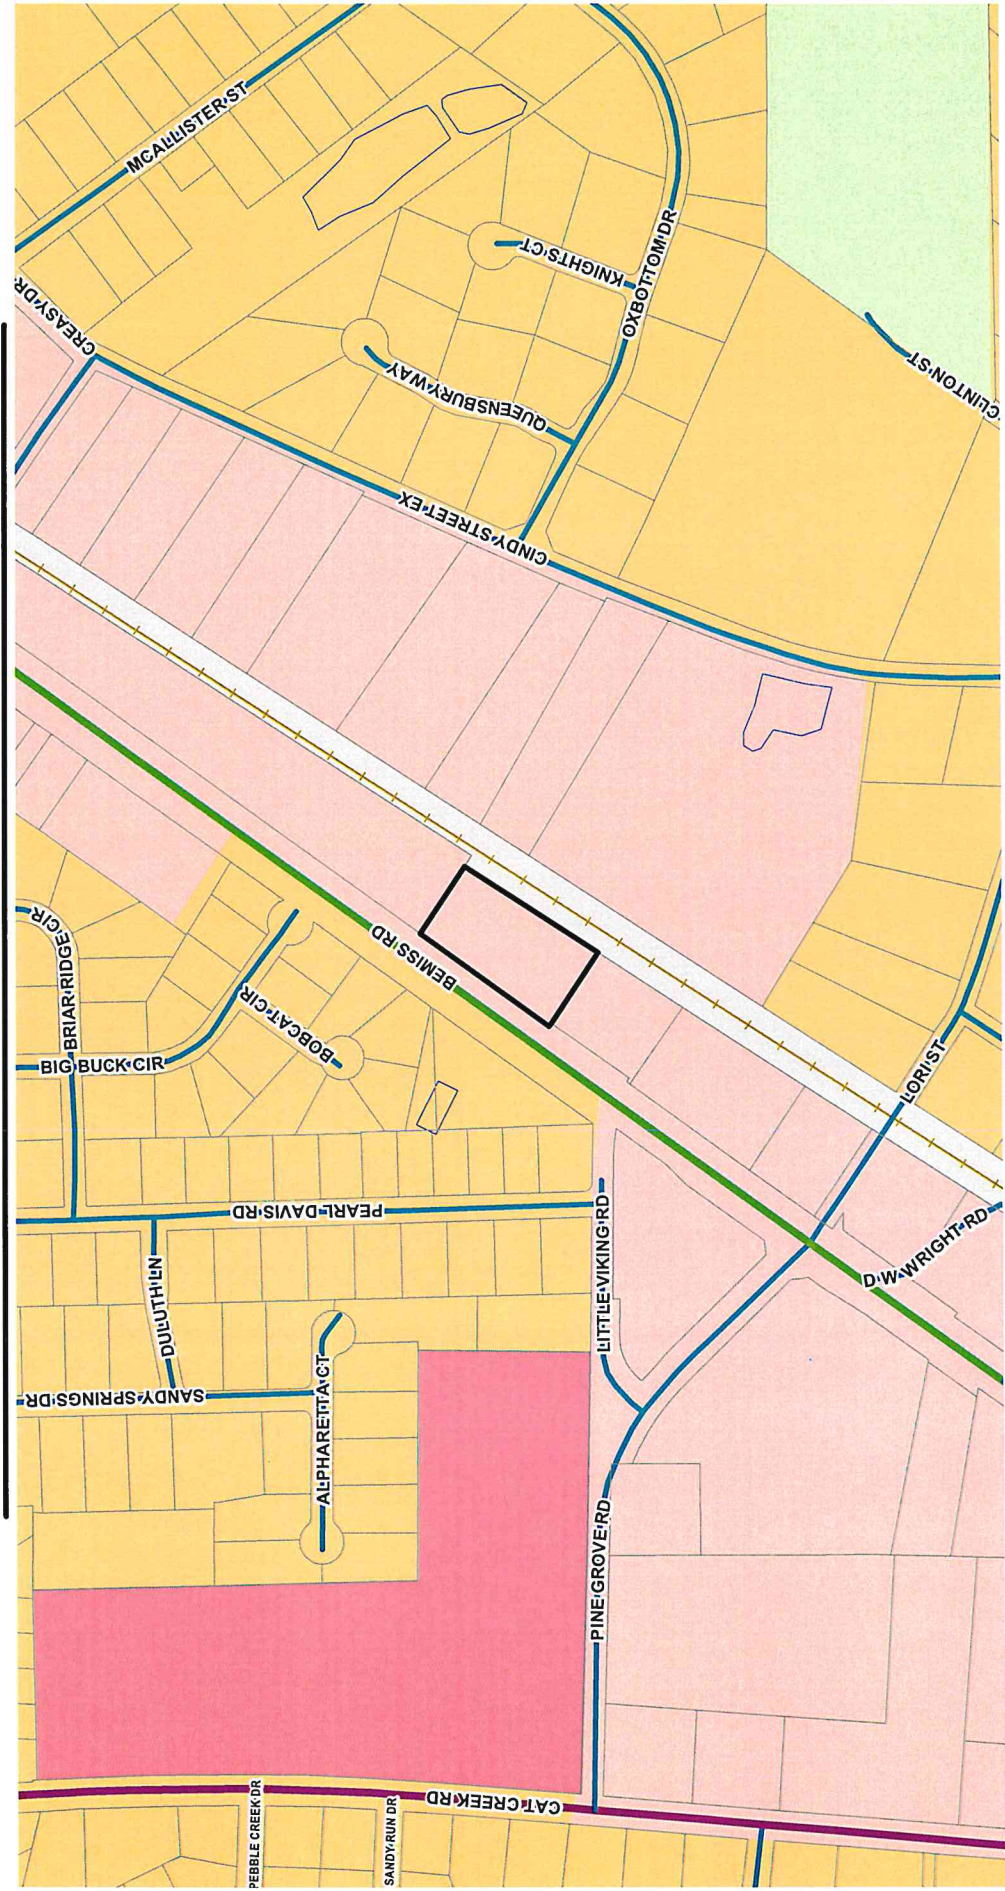 MCALLISTER ST
CREASY DR
KNIGHTS CT
OXBOTTOM DR
QUEENSBURY WAY
CLINTON ST
CINDY STREET EX
BRIAR RIDGE CIR
BEMISS RD
BOBCAT CIR
BIG BUCK CIR
LORI ST
PEARL DAVIS RD
LITTLE VIKING RD
D W WRIGHT RD
DULUTH LN
SANDY SPRINGS DR
ALPHARETTA CT
PINE GROVE RD
CAT CREEK RD
PEBBLE CREEK DR
SANDY RUN DR